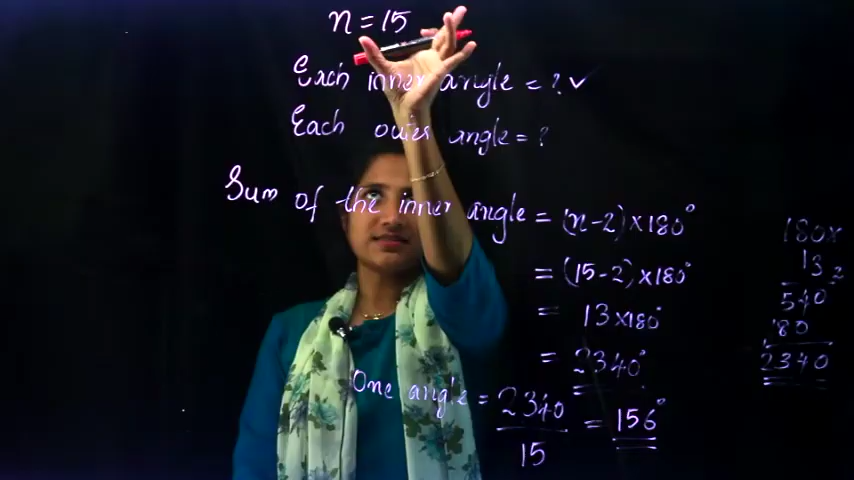 n = 15
Each inner angle = ? ✓
Each outer angle = ?
Sum of the inner angle = (n-2)×180°
= (15-2)×180°
= 13×180°
= 2340°
One angle = 2340/15 = 156°
180×
13
540
180
2340